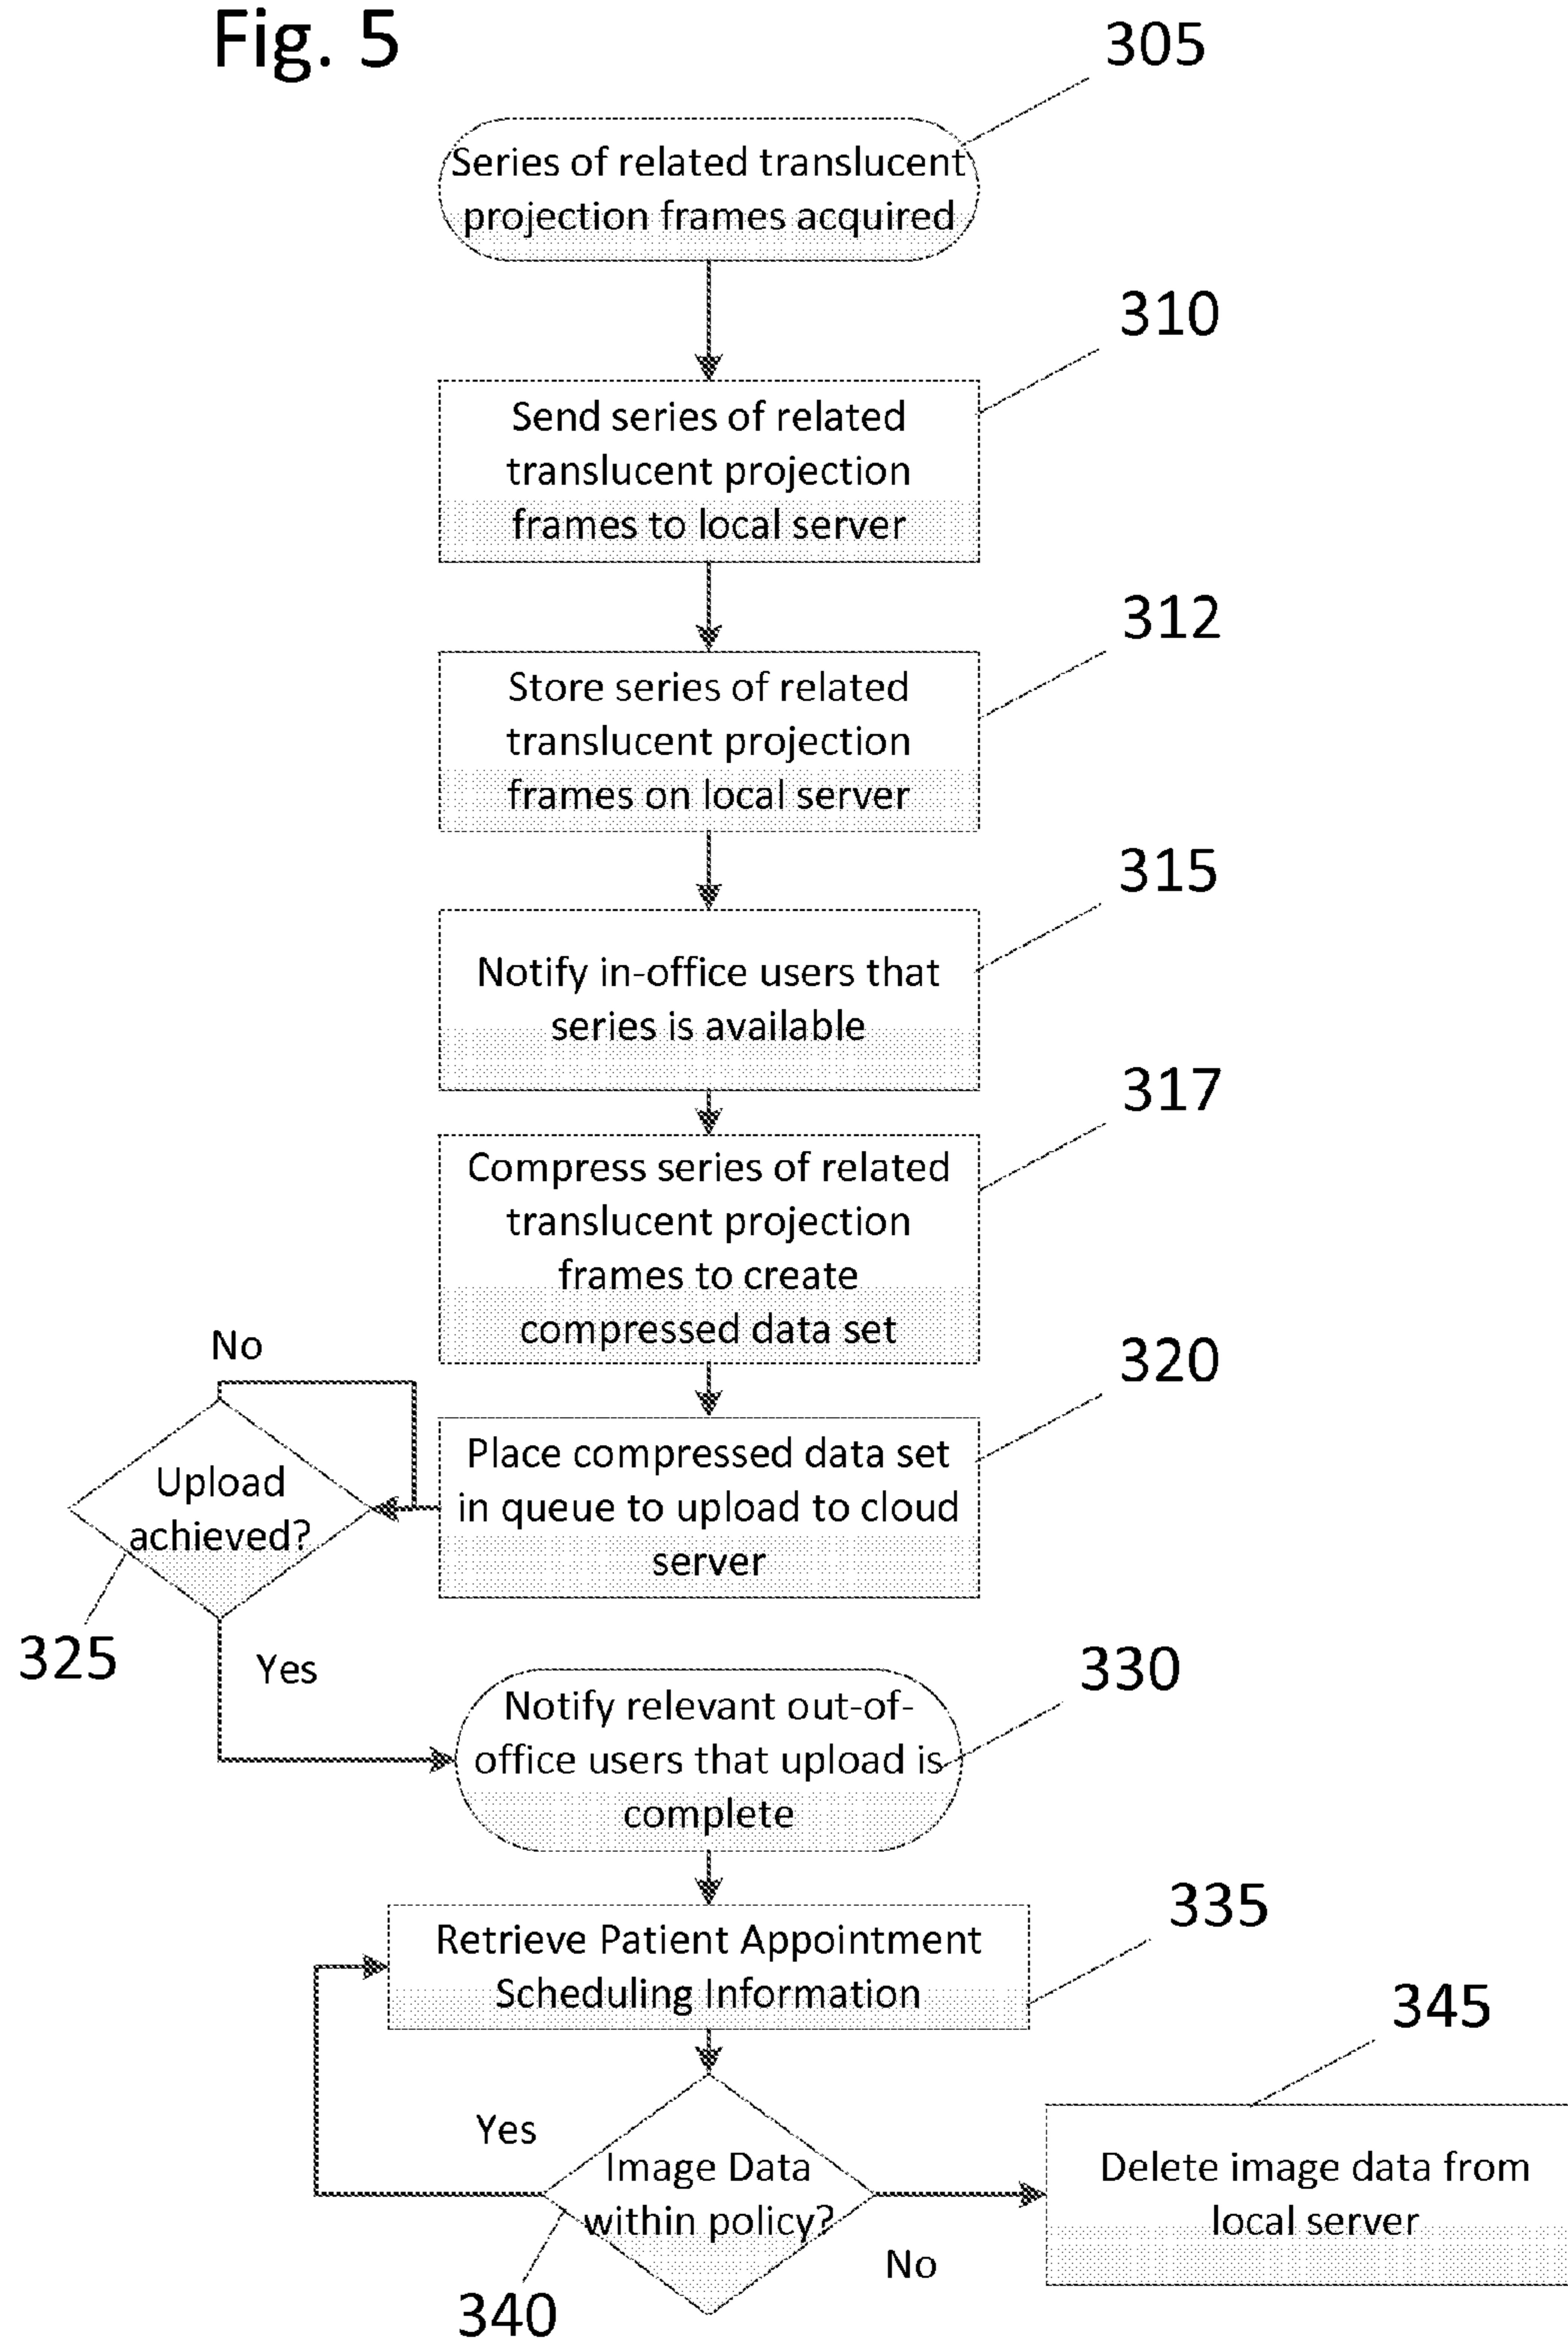 Fig. 5
305
Series of related translucent
projection frames acquired
310
Send series of related
translucent projection
frames to local server
312
Store series of related
translucent projection
frames on local server
315
Notify in-office users that
series is available
317
Compress series of related
translucent projection
frames to create
compressed data set
320
Place compressed data set
in queue to upload to cloud
server
No
Upload
achieved?
325
Yes
330
Notify relevant out-of-
office users that upload is
complete
335
Retrieve Patient Appointment
Scheduling Information
Yes
Image Data
within policy?
340
No
345
Delete image data from
local server